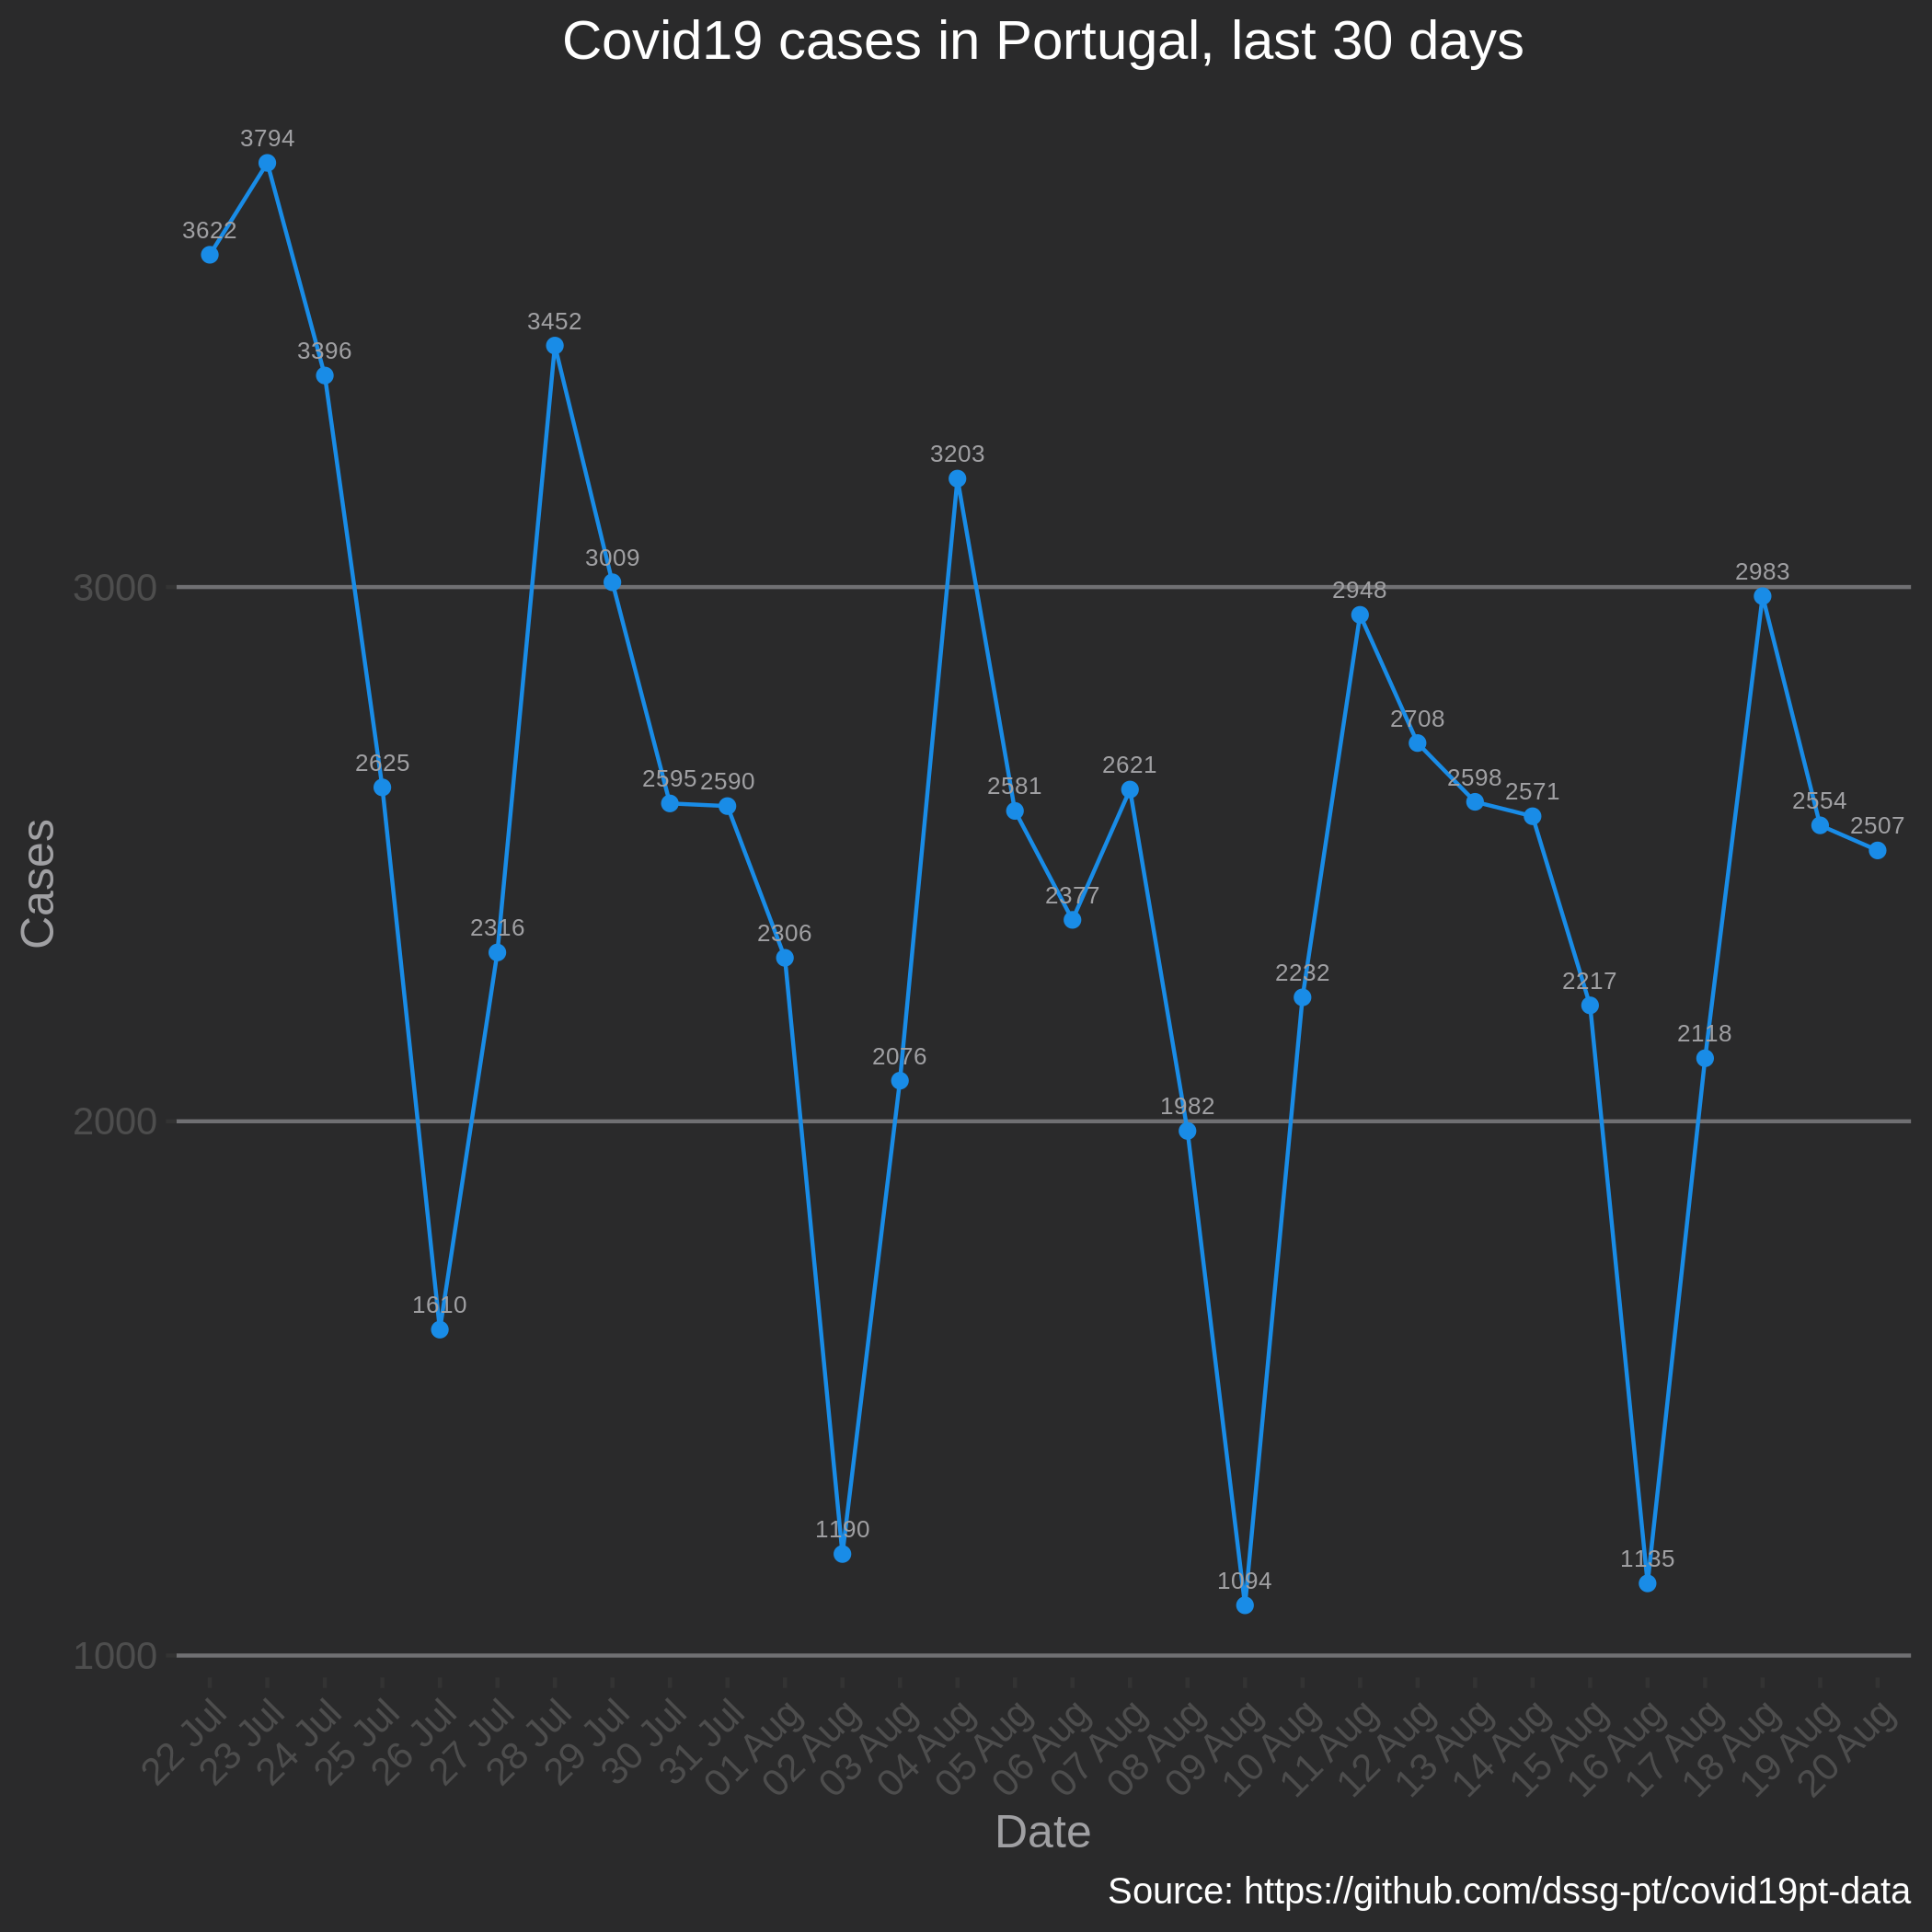 Covid19 cases in Portugal, last 30 days
3794
3622
3396
3452
3203
3009
2983
2948
2708
2625
2595
2590
2581
2621
2598
2571
2554
2507
2377
2316
2306
2232
2217
2118
2076
1982
1610
1190
1135
1094
3000
2000
1000
Cases
22 Jul
23 Jul
24 Jul
25 Jul
26 Jul
27 Jul
28 Jul
29 Jul
30 Jul
31 Jul
01 Aug
02 Aug
03 Aug
04 Aug
05 Aug
06 Aug
07 Aug
08 Aug
09 Aug
10 Aug
11 Aug
12 Aug
13 Aug
14 Aug
15 Aug
16 Aug
17 Aug
18 Aug
19 Aug
20 Aug
Date
Source: https://github.com/dssg-pt/covid19pt-data